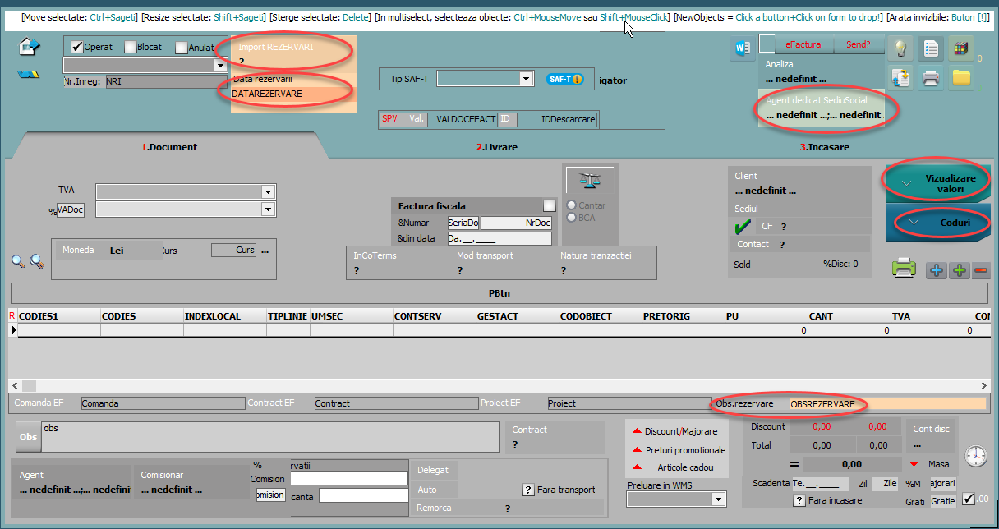 [Move selectate: Ctrl+Sageti] [Resize selectate: Shift+Sageti] [Sterge selectate: Delete] [In multiselect, selecteaza obiecte: Ctrl+MouseMove sau Shift+MouseClick] [NewObjects = Click a button+Click on form to drop!] [Arata invizibile: Buton [!]]
Operat Blocat Anulat
Nr.Inreg: NRI
Import REZERVARI
?
Data rezervarii
DATAREZERVARE
Tip SAF-T SAF-T
igator
SPV Val. VALDOCEFACT ID IDDescarcare
eFactura Send?
Analiza
... nedefinit ...
Agent dedicat SediuSocial
... nedefinit ...;... nedefinit
0
1.Document 2.Livrare 3.Incasare
TVA
% VADoc
Moneda Lei Curs ...
Factura fiscala
&Numar SeriaDo NrDoc
&din data Da.__.____
Cantar
BCA
InCoTerms Mod transport Natura tranzactiei
? ? ?
Client
... nedefinit ...
Sediul
CF ?
Contact ?
Sold %Disc: 0
Vizualizare
valori
Coduri
PBtn
R CODIES1 CODIES INDEXLOCAL TIPLINIE UMSEC CONTSERV GESTACT CODOBIECT PRETORIG PU CANT TVA
0 0 0
Comanda EF Comanda Contract EF Contract Proiect EF Proiect Obs.rezervare OBSREZERVARE
Obs obs
Contract
?
Agent
... nedefinit ...;... nedefinit
Comisionar
... nedefinit ...
%
Comision
omision
rvatii
canta
Delegat
Auto ? Fara transport
Remorca ?
Discount/Majorare
Preturi promotionale
Articole cadou
Preluare in WMS
Discount 0,00 0,00
Total 0,00 0,00
= 0,00
Cont disc
...
Masa
Scadenta Te.__.____ Zil Zile %M ajorari
? Fara incasare Grati Gratie .00